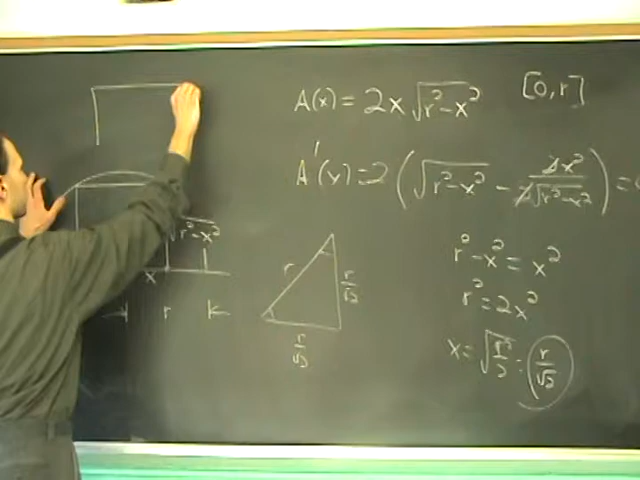 A(x) = 2x√(r²-x²) [0,r]
A'(x) = 2(√(r²-x²) - 2x²/2√(r²-x²)) = 0
√(r²-x²)
r²-x² = x²
r r/√2
x
r² = 2x²
r
r/√2
x = √(r²/2) = r/√2